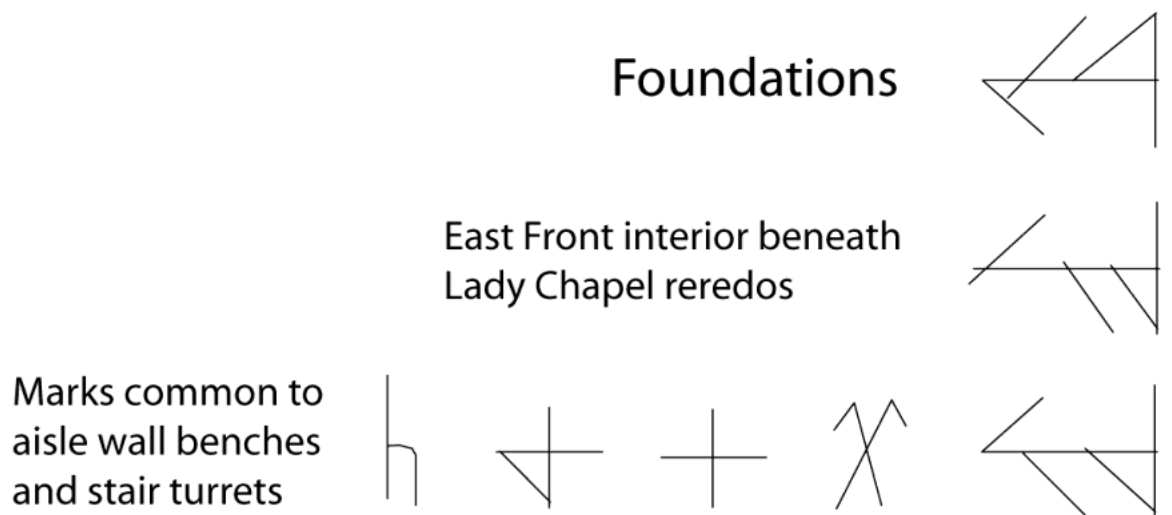 Foundations
East Front interior beneath
Lady Chapel reredos
Marks common to
aisle wall benches
and stair turrets